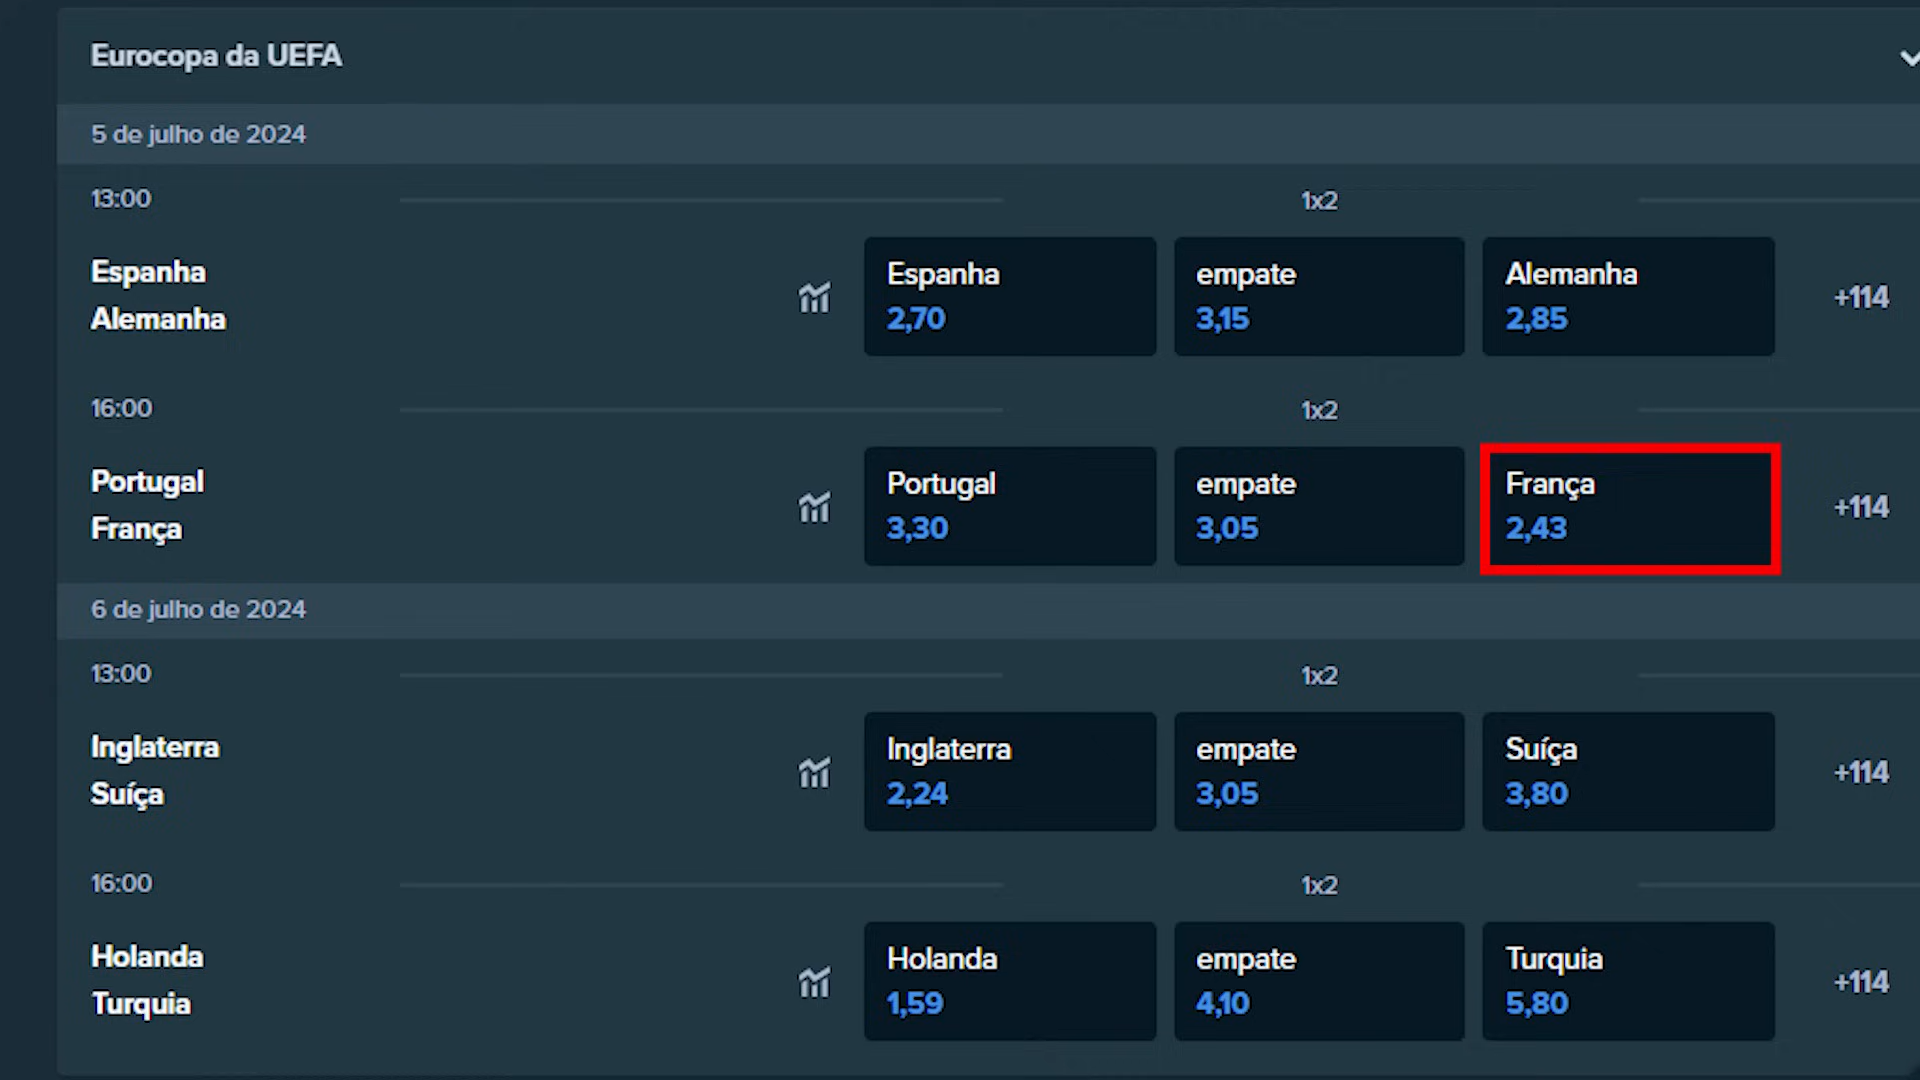 Eurocopa da UEFA
5 de julho de 2024
13:00
1x2
Espanha
Alemanha
Espanha
2,70
empate
3,15
Alemanha
2,85
+114
16:00
1x2
Portugal
França
Portugal
3,30
empate
3,05
França
2,43
+114
6 de julho de 2024
13:00
1x2
Inglaterra
Suíça
Inglaterra
2,24
empate
3,05
Suíça
3,80
+114
16:00
1x2
Holanda
Turquia
Holanda
1,59
empate
4,10
Turquia
5,80
+114